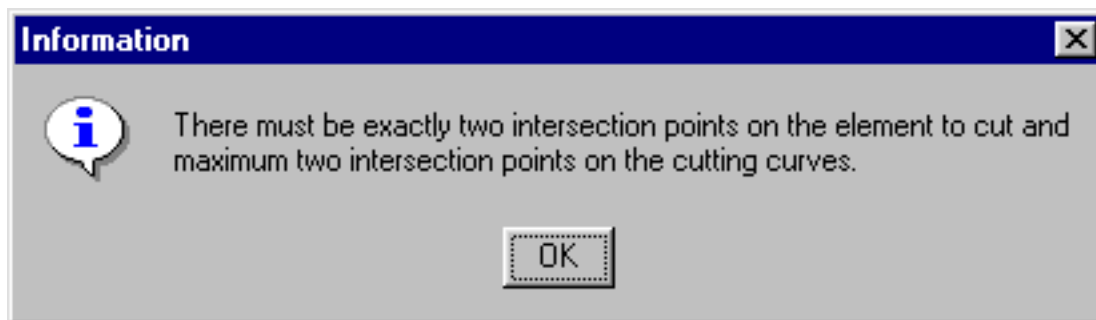 Information
There must be exactly two intersection points on the element to cut and
maximum two intersection points on the cutting curves.
OK